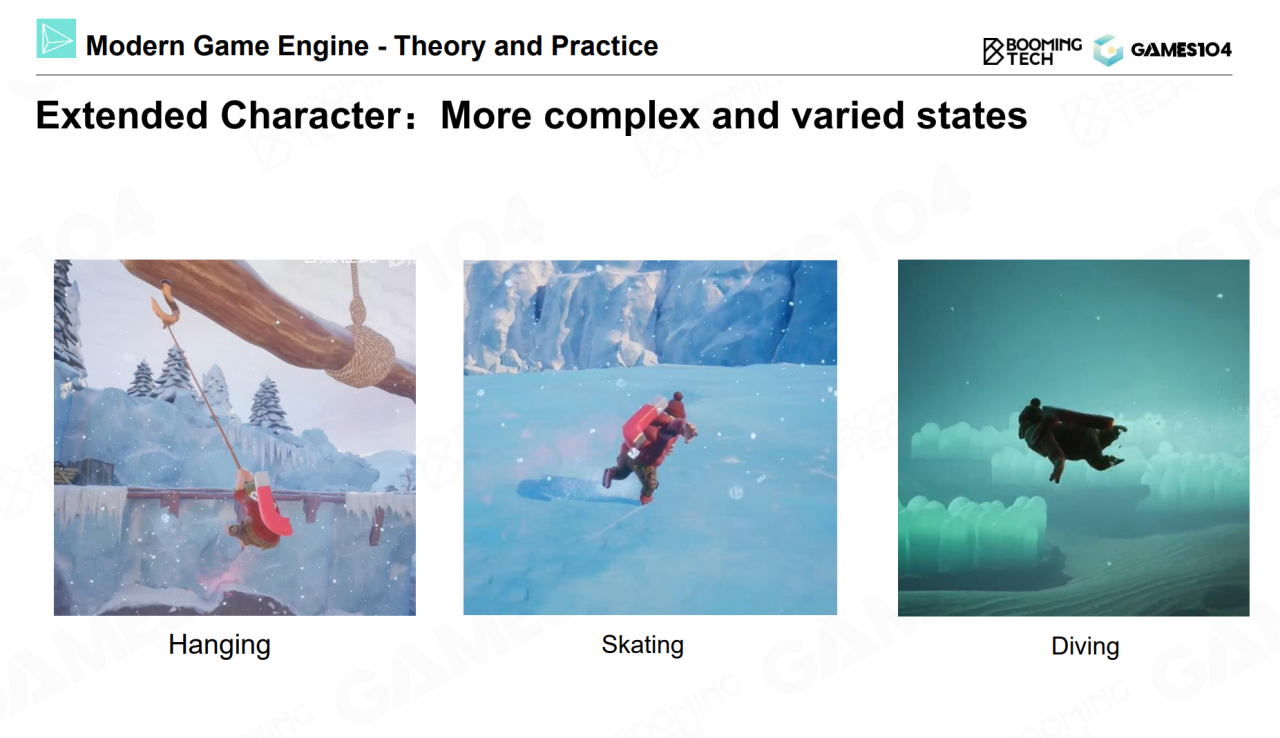 Modern Game Engine - Theory and Practice
BOOMING
TECH
GAMES104
Extended Character： More complex and varied states
Hanging
Skating
Diving